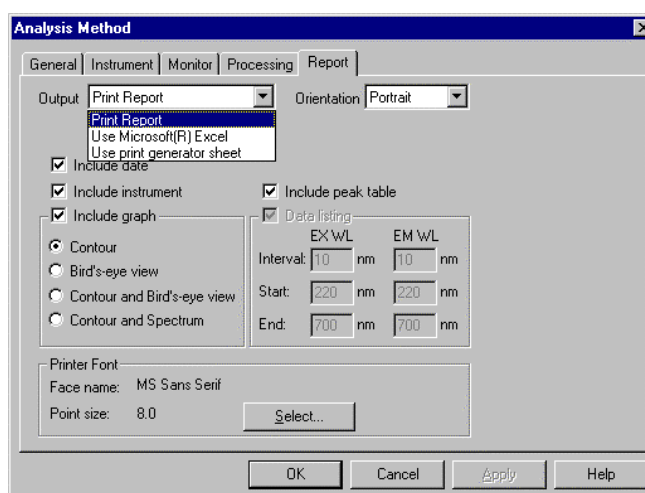 Analysis Method
General Instrument Monitor Processing Report
Output Print Report Orientation Portrait
Print Report
Use Microsoft(R) Excel
Use print generator sheet
Include date
Include instrument Include peak table
Include graph Data listing
EX WL EM WL
Contour Interval: 10 nm 10 nm
Bird's-eye view
Contour and Bird's-eye view Start: 220 nm 220 nm
Contour and Spectrum End: 700 nm 700 nm
Printer Font
Face name: MS Sans Serif
Point size: 8.0 Select...
OK Cancel Apply Help